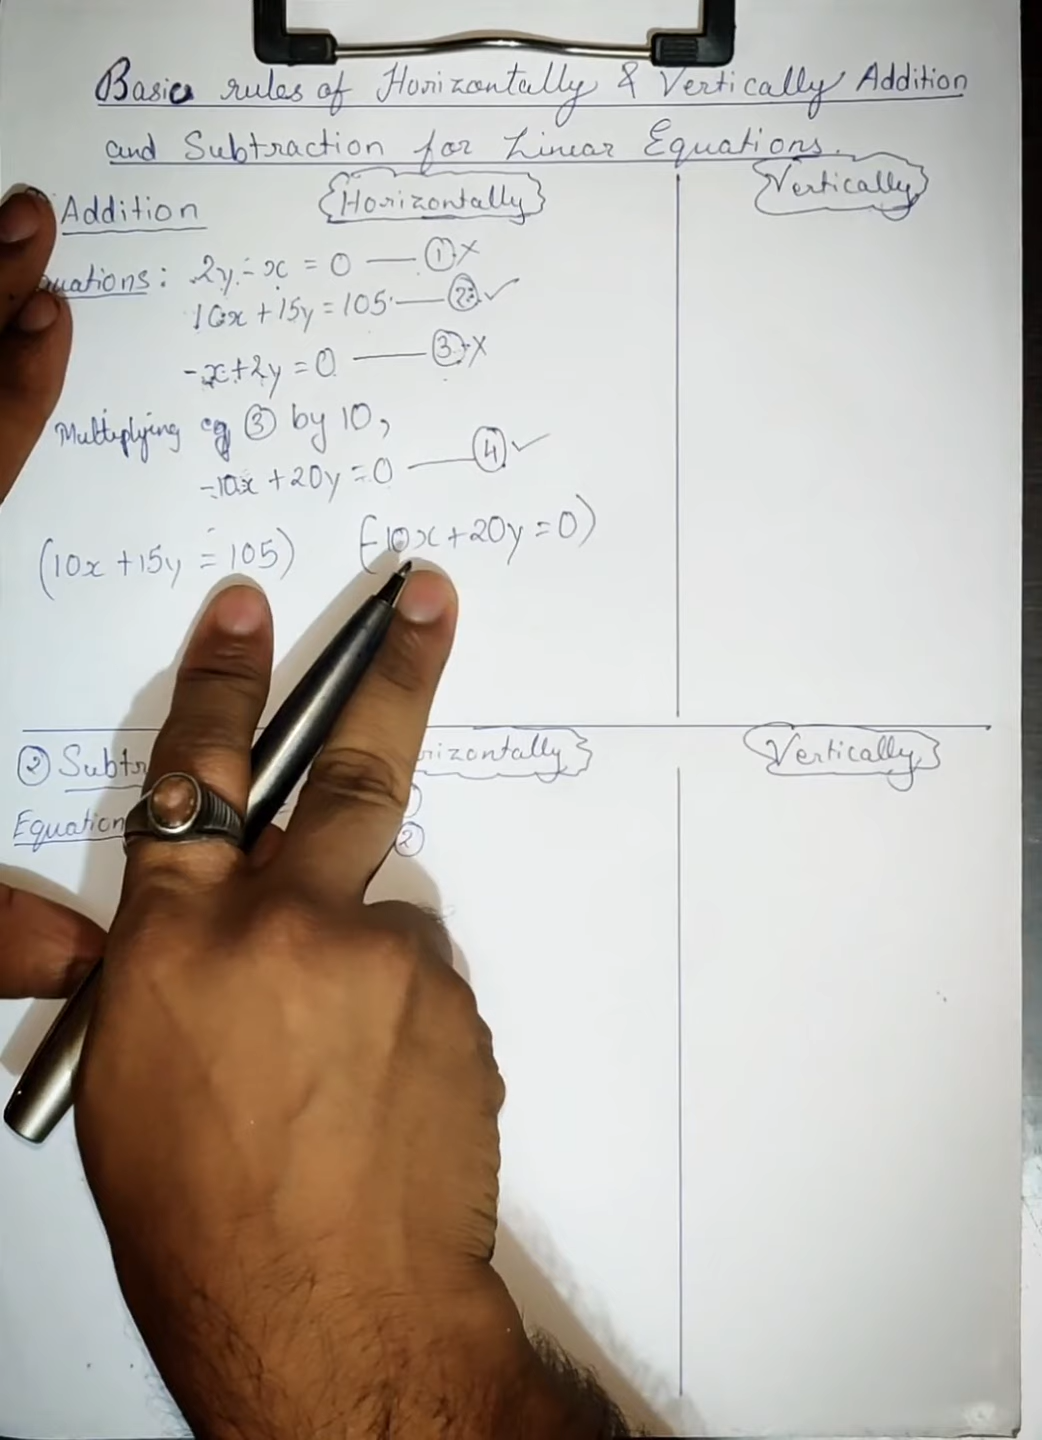 Basic rules of Horizontally & Vertically Addition
and Subtraction for Linear Equations.
Addition Horizontally
Vertically
quations: 2y - x = 0 — ① ×
10x + 15y = 105 — ② ✓
-x + 2y = 0 — ③ ×
Multiplying eq ③ by 10,
-10x + 20y = 0 — ④ ✓
(10x + 15y = 105) (-10x + 20y = 0)
② Subtr rizontally
Vertically
Equation
②